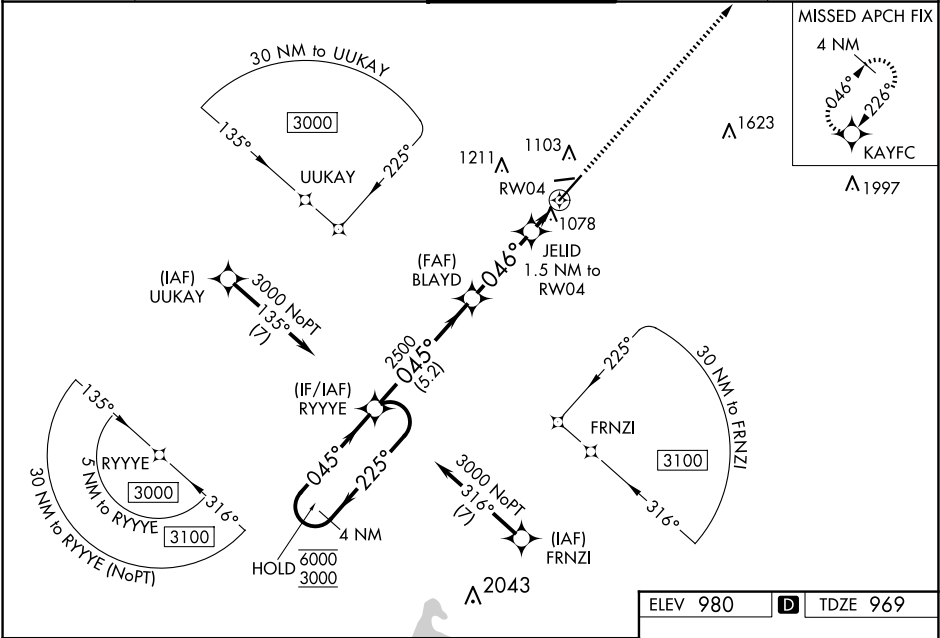 MISSED APCH FIX
4 NM
046°
226°
KAYFC
30 NM to UUKAY
3000
135°
225°
UUKAY
1623
1211
1103
1997
RW04
1078
JELID
1.5 NM to
RW04
(FAF)
BLAYD
046°
(IAF)
UUKAY
3000 NoPT
135°
(7)
2500
045°
(5.2)
(IF/IAF)
RYYYE
045°
225°
4 NM
HOLD
6000
3000
135°
RYYYE
316°
3000
5 NM to RYYYE
3100
30 NM to RYYYE (NoPT)
225°
30 NM to FRNZI
FRNZI
3100
316°
3000 NoPT
316°
(7)
(IAF)
FRNZI
2043
ELEV 980 D TDZE 969